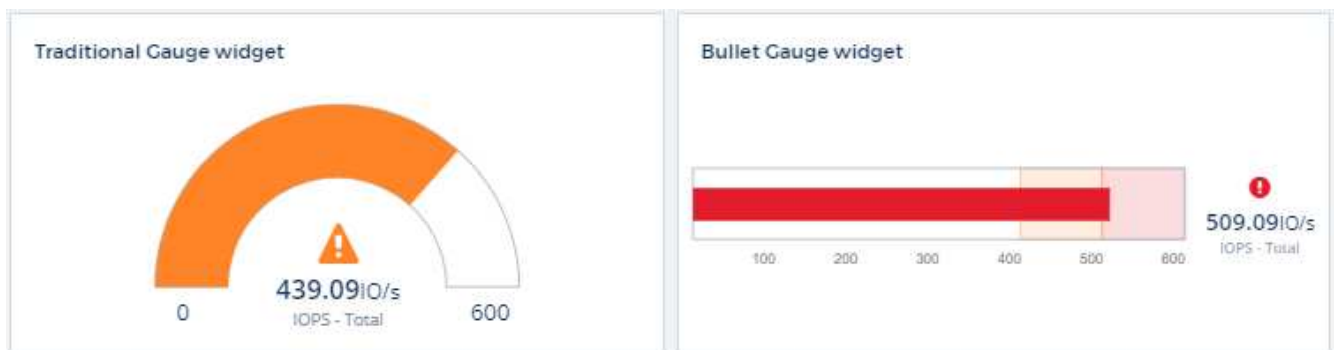 Traditional Gauge widget
439.09IO/s
0
IOPS - Total
600
Bullet Gauge widget
509.09IO/s
IOPS - Total
100 200 300 400 500 600